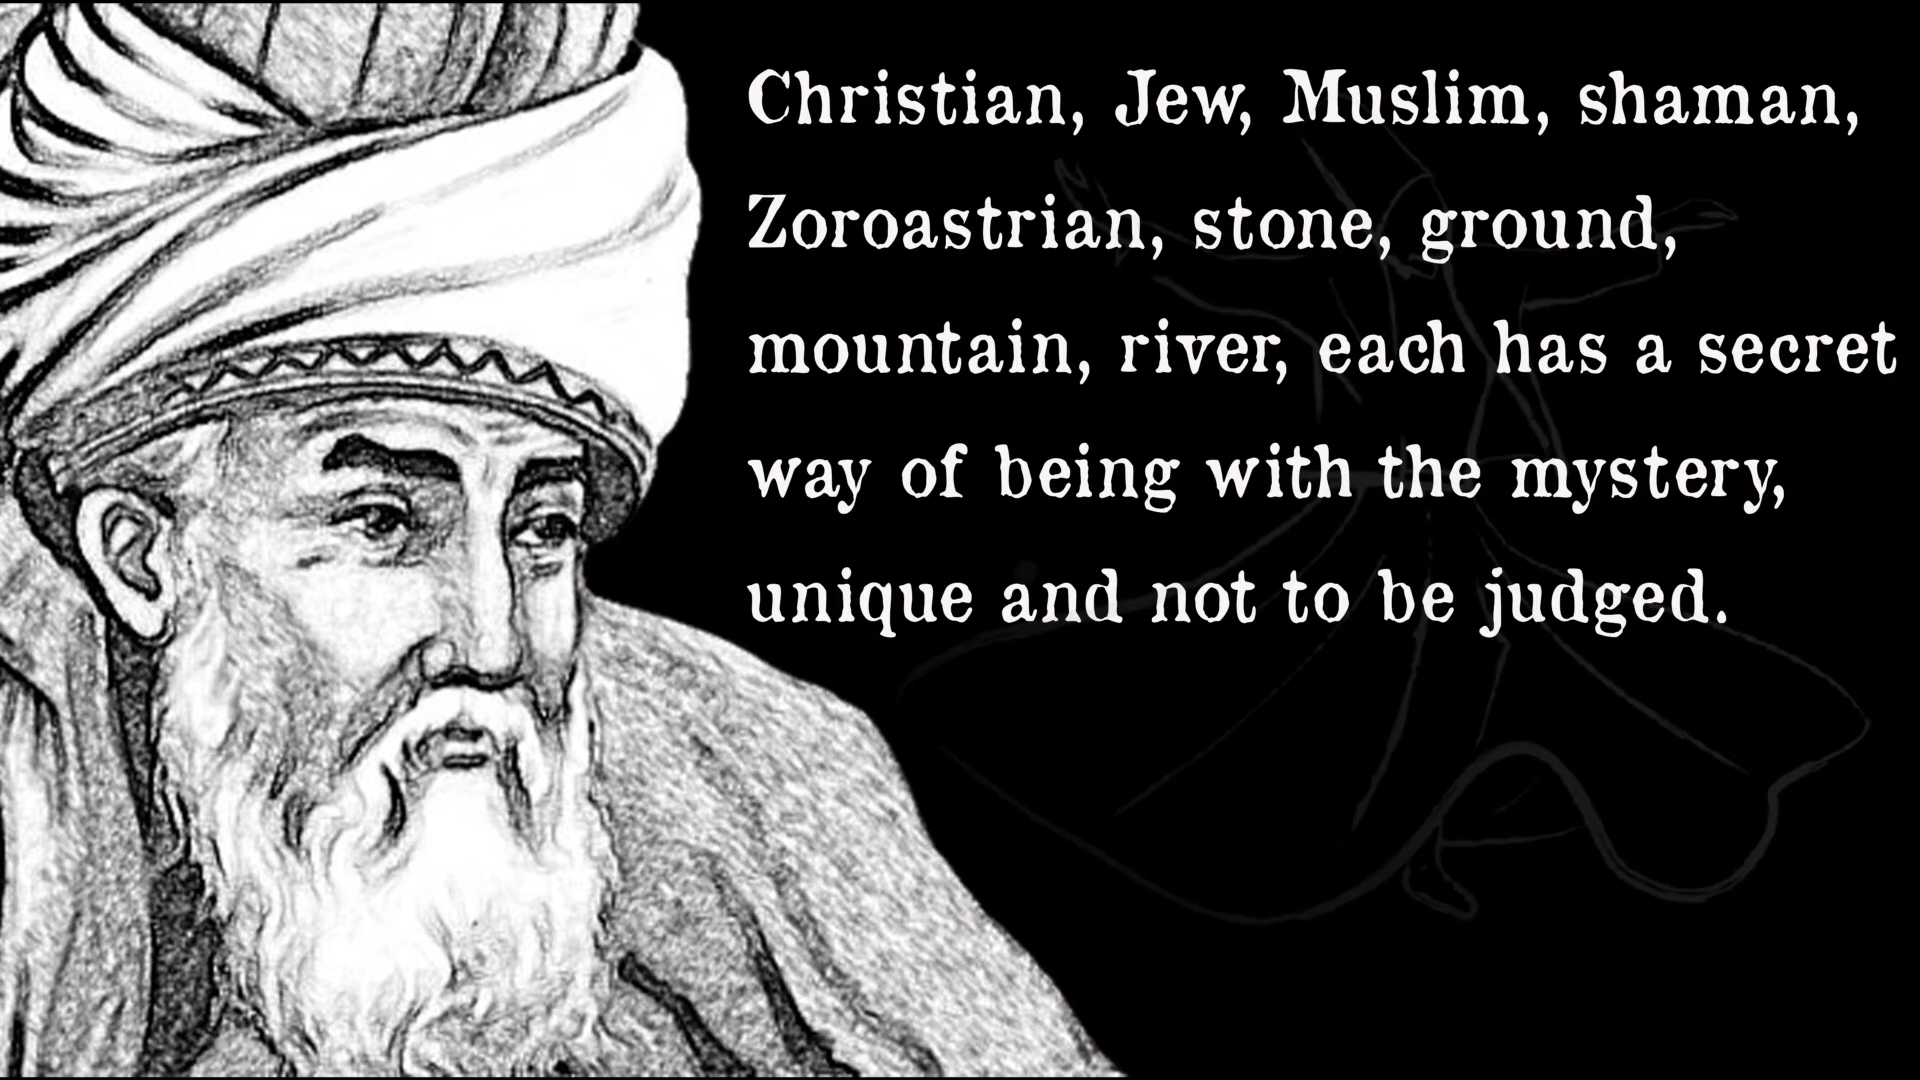 Christian, Jew, Muslim, shaman,
Zoroastrian, stone, ground,
mountain, river, each has a secret
way of being with the mystery,
unique and not to be judged.